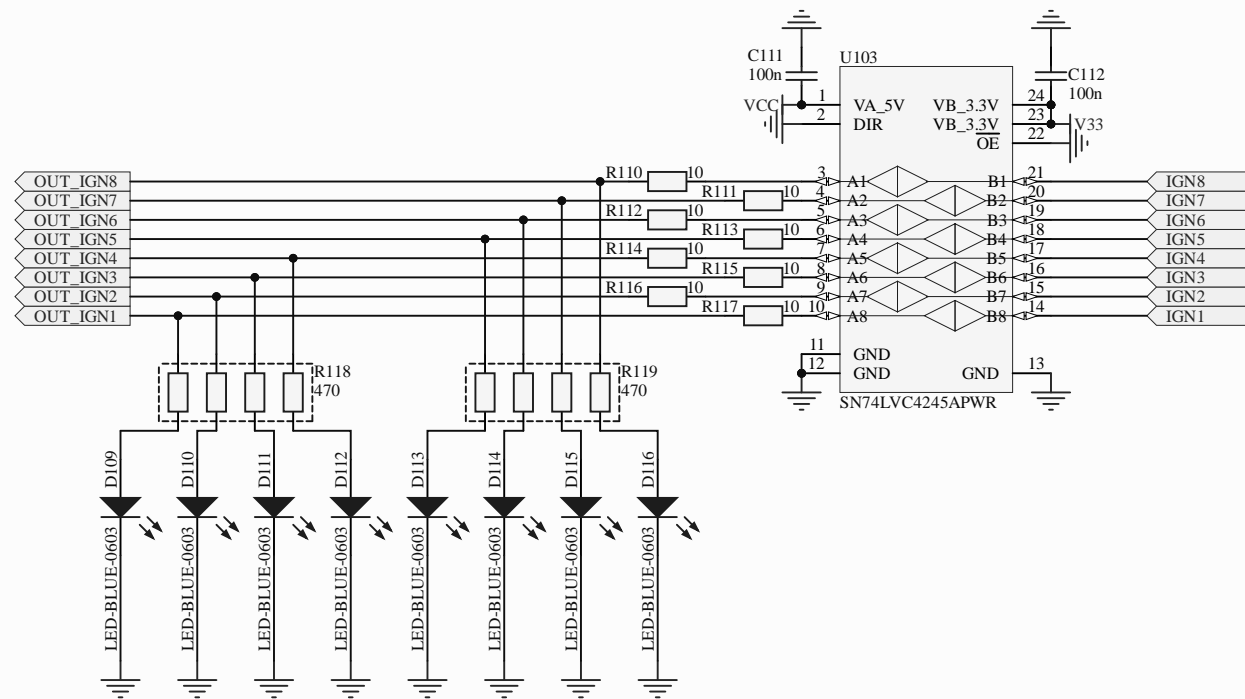 U103
C111
100n
C112
100n
VCC
1
VA_5V
VB_3.3V
24
2
DIR
VB_3.3V
23
V33
OE
22
OUT_IGN8
R110
10
3
A1
B1
21
IGN8
OUT_IGN7
R111
10
4
A2
B2
20
IGN7
OUT_IGN6
R112
10
5
A3
B3
19
IGN6
OUT_IGN5
R113
10
6
A4
B4
18
IGN5
OUT_IGN4
R114
10
7
A5
B5
17
IGN4
OUT_IGN3
R115
10
8
A6
B6
16
IGN3
OUT_IGN2
R116
10
9
A7
B7
15
IGN2
OUT_IGN1
R117
10
10
A8
B8
14
IGN1
11
GND
12
GND
GND
13
SN74LVC4245APWR
R118
470
R119
470
D109
D110
D111
D112
D113
D114
D115
D116
LED-BLUE-0603
LED-BLUE-0603
LED-BLUE-0603
LED-BLUE-0603
LED-BLUE-0603
LED-BLUE-0603
LED-BLUE-0603
LED-BLUE-0603